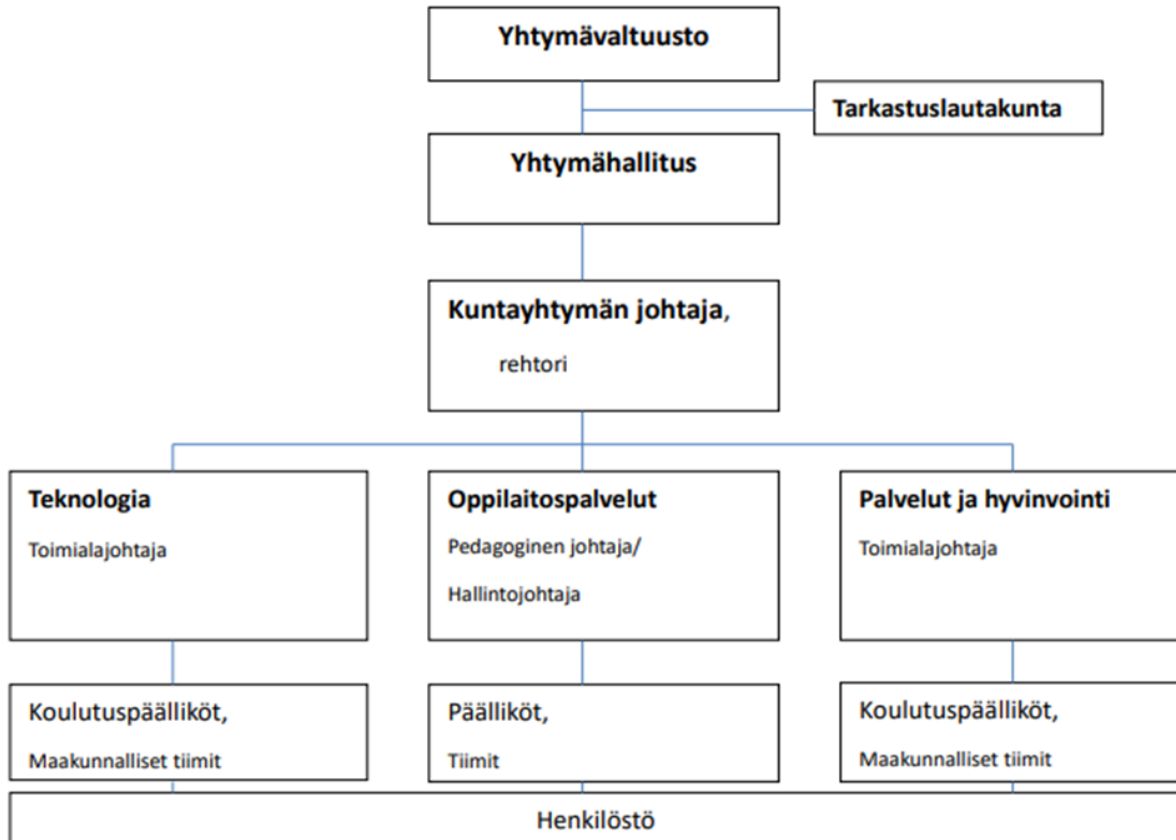 Yhtymävaltuusto
Tarkastuslautakunta
Yhtymähallitus
Kuntayhtymän johtaja,
rehtori
Teknologia
Toimialajohtaja
Oppilaitospalvelut
Pedagoginen johtaja/
Hallintojohtaja
Palvelut ja hyvinvointi
Toimialajohtaja
Koulutuspäälliköt,
Maakunnalliset tiimit
Päälliköt,
Tiimit
Koulutuspäälliköt,
Maakunnalliset tiimit
Henkilöstö